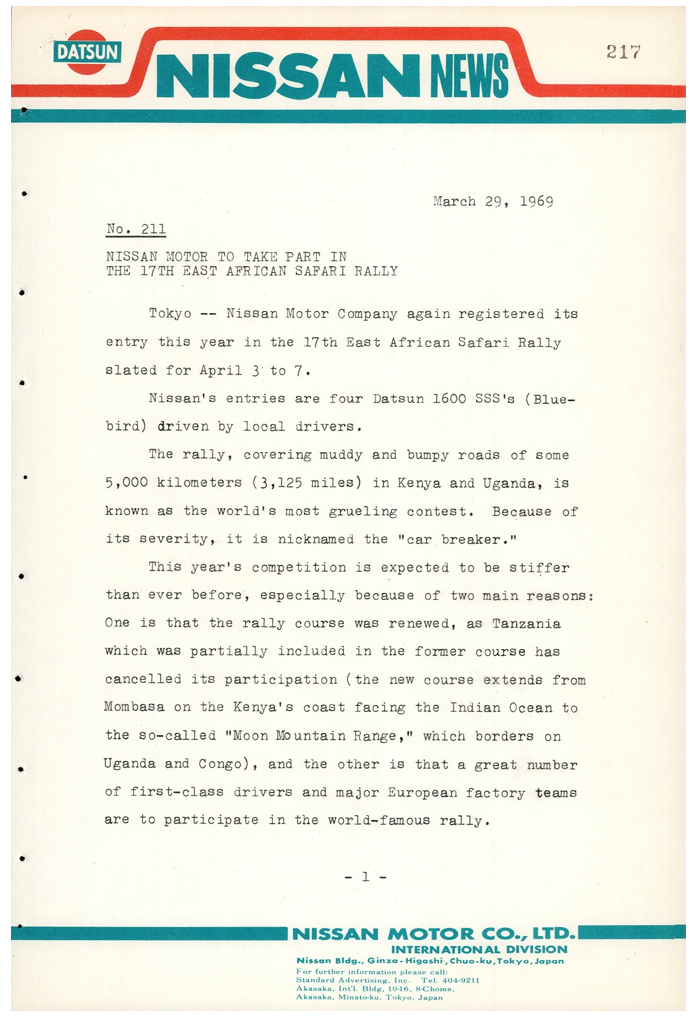 DATSUN
NISSAN NEWS
217
March 29, 1969
No. 211
NISSAN MOTOR TO TAKE PART IN
THE 17TH EAST AFRICAN SAFARI RALLY
Tokyo -- Nissan Motor Company again registered its
entry this year in the 17th East African Safari Rally
slated for April 3 to 7.
Nissan's entries are four Datsun 1600 SSS's (Blue-
bird) driven by local drivers.
The rally, covering muddy and bumpy roads of some
5,000 kilometers (3,125 miles) in Kenya and Uganda, is
known as the world's most grueling contest. Because of
its severity, it is nicknamed the "car breaker."
This year's competition is expected to be stiffer
than ever before, especially because of two main reasons:
One is that the rally course was renewed, as Tanzania
which was partially included in the former course has
cancelled its participation (the new course extends from
Mombasa on the Kenya's coast facing the Indian Ocean to
the so-called "Moon Mountain Range," which borders on
Uganda and Congo), and the other is that a great number
of first-class drivers and major European factory teams
are to participate in the world-famous rally.
- 1 -
NISSAN MOTOR CO., LTD.
INTERNATIONAL DIVISION
Nissan Bldg., Ginza-Higashi, Chuo-ku, Tokyo, Japan
For further information please call:
Standard Advertising, Inc. Tel. 404-9211
Akasaka, Int'l. Bldg, 10-16, 8-Chome,
Akasaka, Minato-ku, Tokyo, Japan